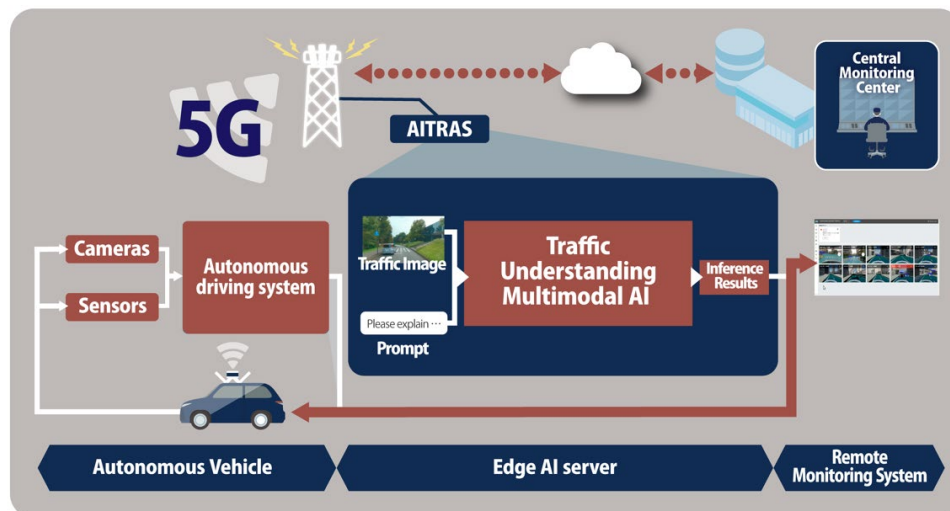 5G
AITRAS
Central
Monitoring
Center
Cameras
Sensors
Autonomous
driving system
Traffic Image
Please explain ···
Prompt
Traffic
Understanding
Multimodal AI
Inference
Results
Autonomous Vehicle
Edge AI server
Remote
Monitoring System